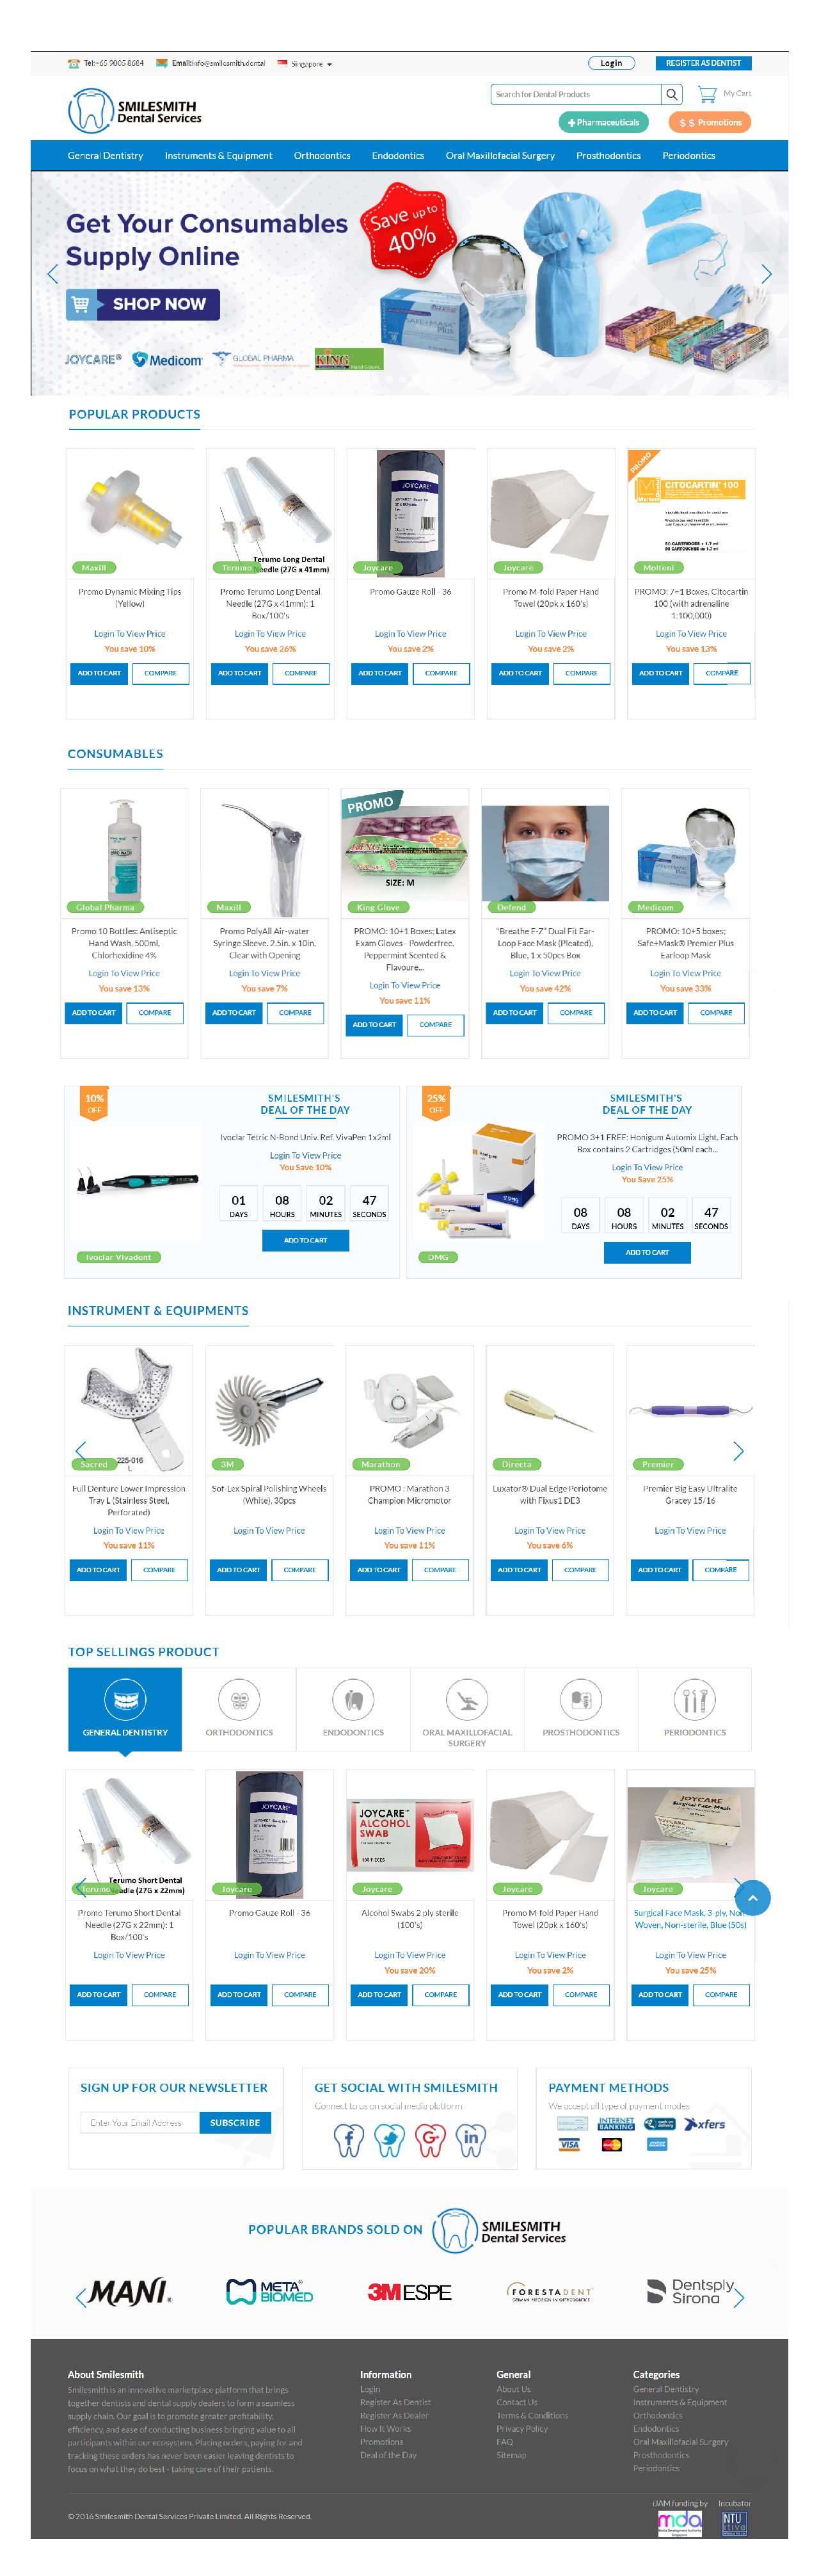 Tel:+65 9005 8684 Email:info@smilesmith.dental Singapore Login REGISTER AS DENTIST
SMILESMITH
Dental Services
Search for Dental Products My Cart
Pharmaceuticals $ $ Promotions
General Dentistry Instruments & Equipment Orthodontics Endodontics Oral Maxillofacial Surgery Prosthodontics Periodontics
Get Your Consumables
Supply Online
Save up to
40%
SHOP NOW
JOYCARE® Medicom GLOBAL PHARMA KING
POPULAR PRODUCTS
JOYCARE
PROMO
CITOCARTIN 100
Terumo Long Dental
Needle (27G x 41mm)
Maxill Terumo Joycare Joycare Molteni
Promo Dynamic Mixing Tips
(Yellow)
Login To View Price
You save 10%
ADD TO CART COMPARE
Promo Terumo Long Dental
Needle (27G x 41mm): 1
Box/100's
Login To View Price
You save 26%
ADD TO CART COMPARE
Promo Gauze Roll - 36
Login To View Price
You save 2%
ADD TO CART COMPARE
Promo M-fold Paper Hand
Towel (20pk x 160's)
Login To View Price
You save 2%
ADD TO CART COMPARE
PROMO: 7+1 Boxes, Citocartin
100 (with adrenaline
1:100,000)
Login To View Price
You save 13%
ADD TO CART COMPARE
CONSUMABLES
PROMO
SIZE: M
Global Pharma Maxill King Glove Defend Medicom
Promo 10 Bottles: Antiseptic
Hand Wash, 500ml,
Chlorhexidine 4%
Login To View Price
You save 13%
ADD TO CART COMPARE
Promo PolyAll Air-water
Syringe Sleeve, 2.5in. x 10in.
Clear with Opening
Login To View Price
You save 7%
ADD TO CART COMPARE
PROMO: 10+1 Boxes; Latex
Exam Gloves - Powderfree,
Peppermint Scented &
Flavoure...
Login To View Price
You save 11%
ADD TO CART COMPARE
"Breathe E-Z" Dual Fit Ear-
Loop Face Mask (Pleated),
Blue, 1 x 50pcs Box
Login To View Price
You save 42%
ADD TO CART COMPARE
PROMO: 10+5 boxes;
Safe+Mask® Premier Plus
Earloop Mask
Login To View Price
You save 33%
ADD TO CART COMPARE
10%
OFF
SMILESMITH'S
DEAL OF THE DAY
Ivoclar Tetric N-Bond Univ. Ref. VivaPen 1x2ml
Login To View Price
You Save 10%
01 08 02 47
DAYS HOURS MINUTES SECONDS
ADD TO CART
Ivoclar Vivadent
25%
OFF
SMILESMITH'S
DEAL OF THE DAY
PROMO 3+1 FREE: Honigum Automix Light. Each
Box contains 2 Cartridges (50ml each...
Login To View Price
You Save 25%
08 08 02 47
DAYS HOURS MINUTES SECONDS
ADD TO CART
DMG
INSTRUMENT & EQUIPMENTS
225-016
L
Sacred 3M Marathon Directa Premier
Full Denture Lower Impression
Tray L (Stainless Steel,
Perforated)
Login To View Price
You save 11%
ADD TO CART COMPARE
Sof-Lex Spiral Polishing Wheels
(White), 30pcs
Login To View Price
ADD TO CART COMPARE
PROMO : Marathon 3
Champion Micromotor
Login To View Price
You save 11%
ADD TO CART COMPARE
Luxator® Dual Edge Periotome
with Fixus1 DE3
Login To View Price
You save 6%
ADD TO CART COMPARE
Premier Big Easy Ultralite
Gracey 15/16
Login To View Price
ADD TO CART COMPARE
TOP SELLINGS PRODUCT
GENERAL DENTISTRY ORTHODONTICS ENDODONTICS ORAL MAXILLOFACIAL
SURGERY PROSTHODONTICS PERIODONTICS
JOYCARE
JOYCARE
ALCOHOL
SWAB
JOYCARE
Surgical Face Mask
Terumo Short Dental
Needle (27G x 22mm)
Terumo Joycare Joycare Joycare Joycare
Promo Terumo Short Dental
Needle (27G x 22mm): 1
Box/100's
Login To View Price
ADD TO CART COMPARE
Promo Gauze Roll - 36
Login To View Price
ADD TO CART COMPARE
Alcohol Swabs 2 ply sterile
(100's)
Login To View Price
You save 20%
ADD TO CART COMPARE
Promo M-fold Paper Hand
Towel (20pk x 160's)
Login To View Price
You save 2%
ADD TO CART COMPARE
Surgical Face Mask, 3-ply, Non-
Woven, Non-sterile, Blue (50s)
Login To View Price
You save 25%
ADD TO CART COMPARE
SIGN UP FOR OUR NEWSLETTER
Enter Your Email Address SUBSCRIBE
GET SOCIAL WITH SMILESMITH
Connect to us on social media platform
f G+ in
PAYMENT METHODS
We accept all type of payment modes
INTERNET
BANKING
xfers
VISA
POPULAR BRANDS SOLD ON SMILESMITH
Dental Services
MANI® META
BIOMED 3M ESPE FORESTADENT
GERMAN PRECISION IN ORTHODONTICS Dentsply
Sirona
About Smilesmith
Smilesmith is an innovative marketplace platform that brings
together dentists and dental supply dealers to form a seamless
supply chain. Our goal is to promote greater profitability,
efficiency, and ease of conducting business bringing value to all
participants within our ecosystem. Placing orders, paying for and
tracking these orders has never been easier leaving dentists to
focus on what they do best - taking care of their patients.
Information
Login
Register As Dentist
Register As Dealer
How It Works
Promotions
Deal of the Day
General
About Us
Contact Us
Terms & Conditions
Privacy Policy
FAQ
Sitemap
Categories
General Dentistry
Instruments & Equipment
Orthodontics
Endodontics
Oral Maxillofacial Surgery
Prosthodontics
Periodontics
© 2016 Smilesmith Dental Services Private Limited. All Rights Reserved.
iJAM funding by Incubator
mda NTU
itive